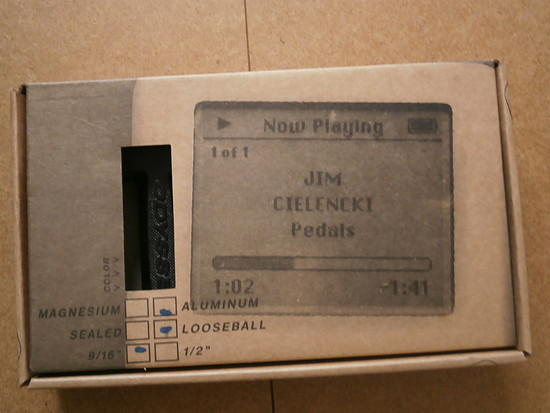 Now Playing
1 of 1
JIM
CIELENCKI
Pedals
1:02 -1:41
COLOR
V V V
MAGNESIUM ALUMINUM
SEALED LOOSEBALL
9/16" 1/2"
ODYSSEY